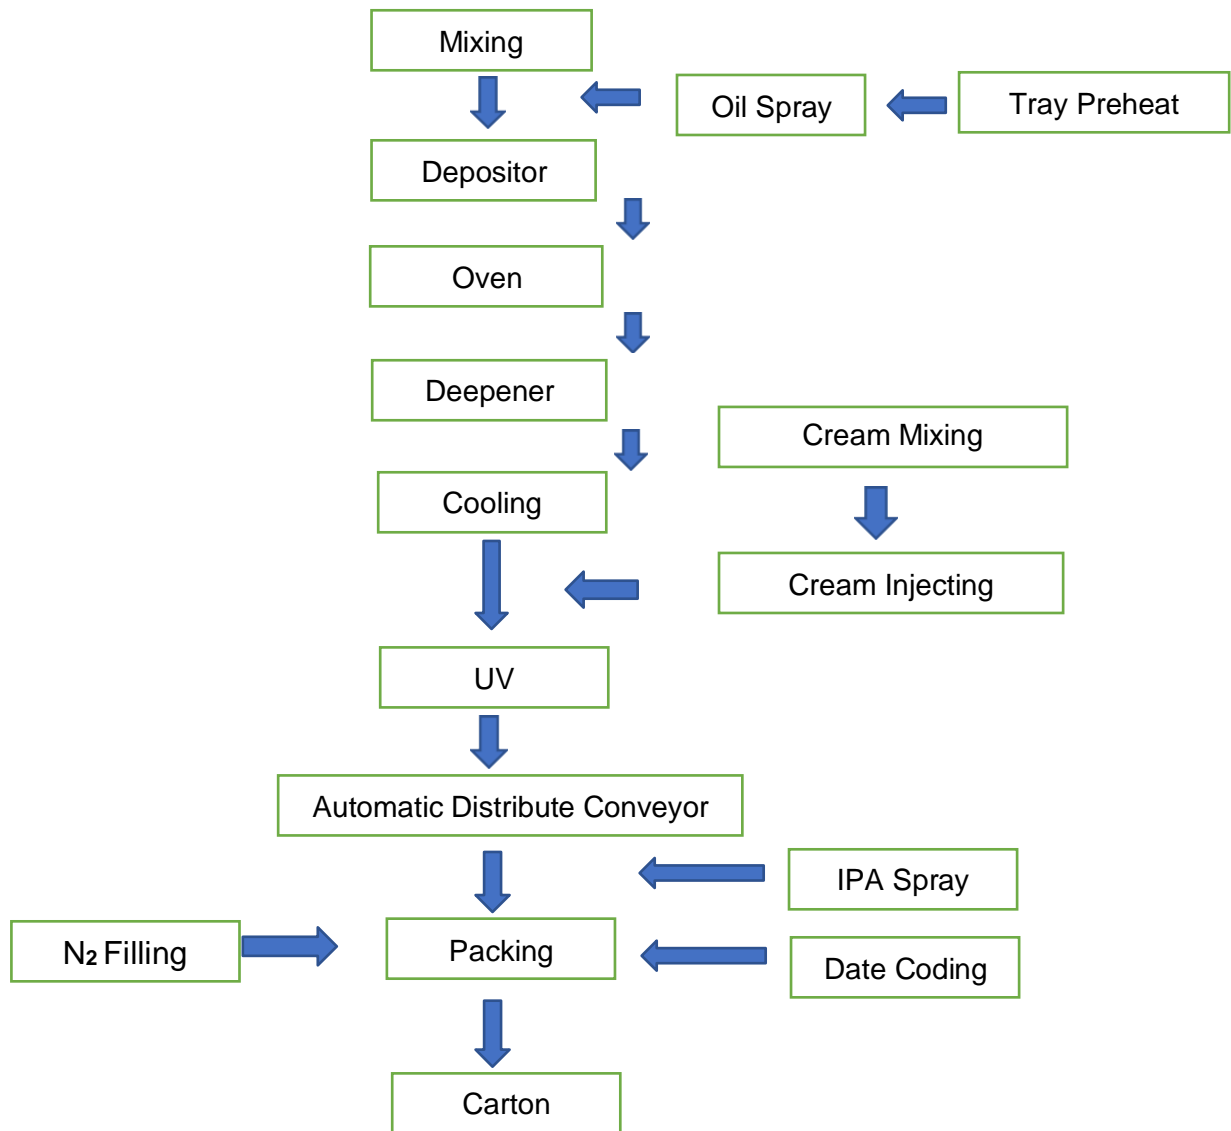 Mixing
Oil Spray
Tray Preheat
Depositor
Oven
Deepener
Cream Mixing
Cooling
Cream Injecting
UV
Automatic Distribute Conveyor
IPA Spray
N₂ Filling
Packing
Date Coding
Carton